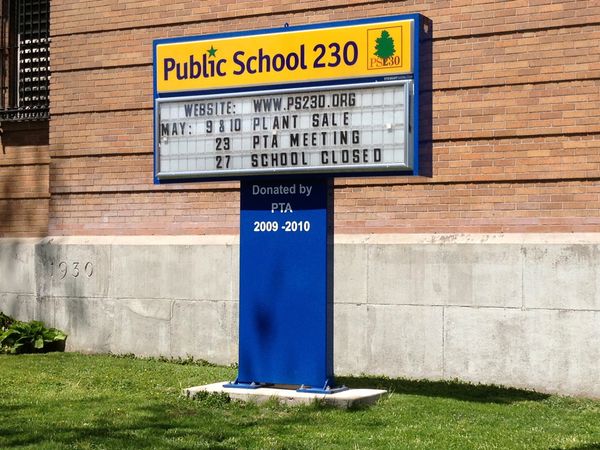 Public School 230
PS230
WEBSITE: WWW.PS230.ORG
MAY: 9 & 10 PLANT SALE
23 PTA MEETING
27 SCHOOL CLOSED
Donated by
PTA
2009 -2010
1930